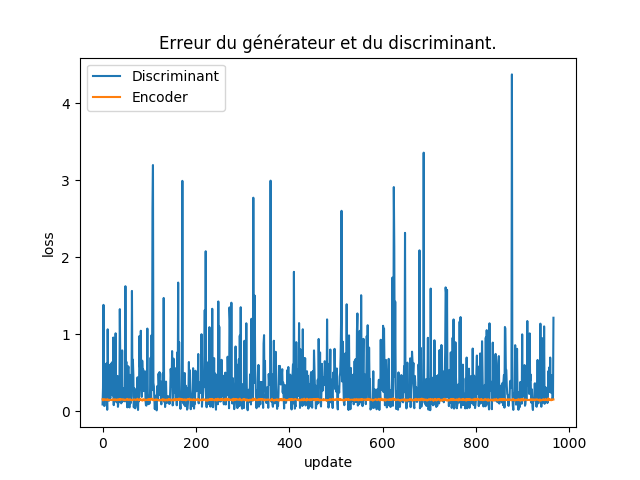 Erreur du générateur et du discriminant.
Discriminant
Encoder
4
3
2
1
0
loss
0 200 400 600 800 1000
update